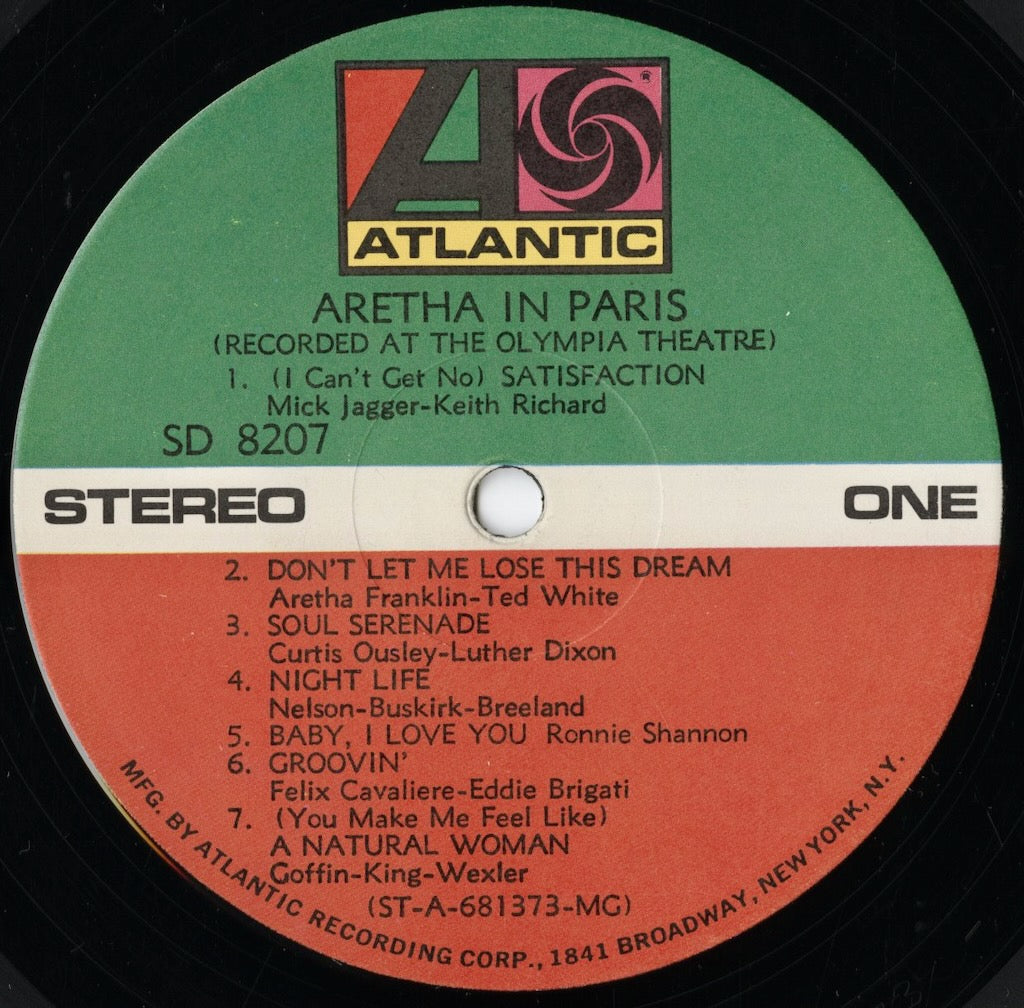 ATLANTIC
ARETHA IN PARIS
(RECORDED AT THE OLYMPIA THEATRE)
1. (I Can't Get No) SATISFACTION
Mick Jagger-Keith Richard
SD 8207
STEREO ONE
2. DON'T LET ME LOSE THIS DREAM
Aretha Franklin-Ted White
3. SOUL SERENADE
Curtis Ousley-Luther Dixon
4. NIGHT LIFE
Nelson-Buskirk-Breeland
5. BABY, I LOVE YOU Ronnie Shannon
6. GROOVIN'
Felix Cavaliere-Eddie Brigati
7. (You Make Me Feel Like)
A NATURAL WOMAN
Goffin-King-Wexler
(ST-A-681373-MG)
MFG. BY ATLANTIC RECORDING CORP., 1841 BROADWAY, NEW YORK, N.Y.